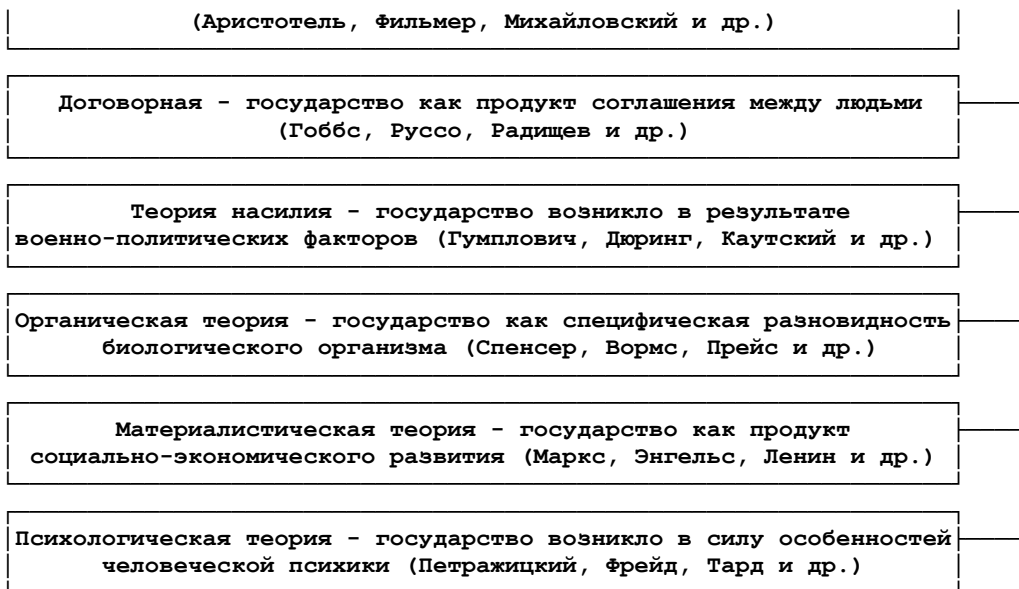 (Аристотель, Фильмер, Михайловский и др.)
Договорная - государство как продукт соглашения между людьми
(Гоббс, Руссо, Радищев и др.)
Теория насилия - государство возникло в результате
военно-политических факторов (Гумплович, Дюринг, Каутский и др.)
Органическая теория - государство как специфическая разновидность
биологического организма (Спенсер, Вормс, Прейс и др.)
Материалистическая теория - государство как продукт
социально-экономического развития (Маркс, Энгельс, Ленин и др.)
Психологическая теория - государство возникло в силу особенностей
человеческой психики (Петражицкий, Фрейд, Тард и др.)